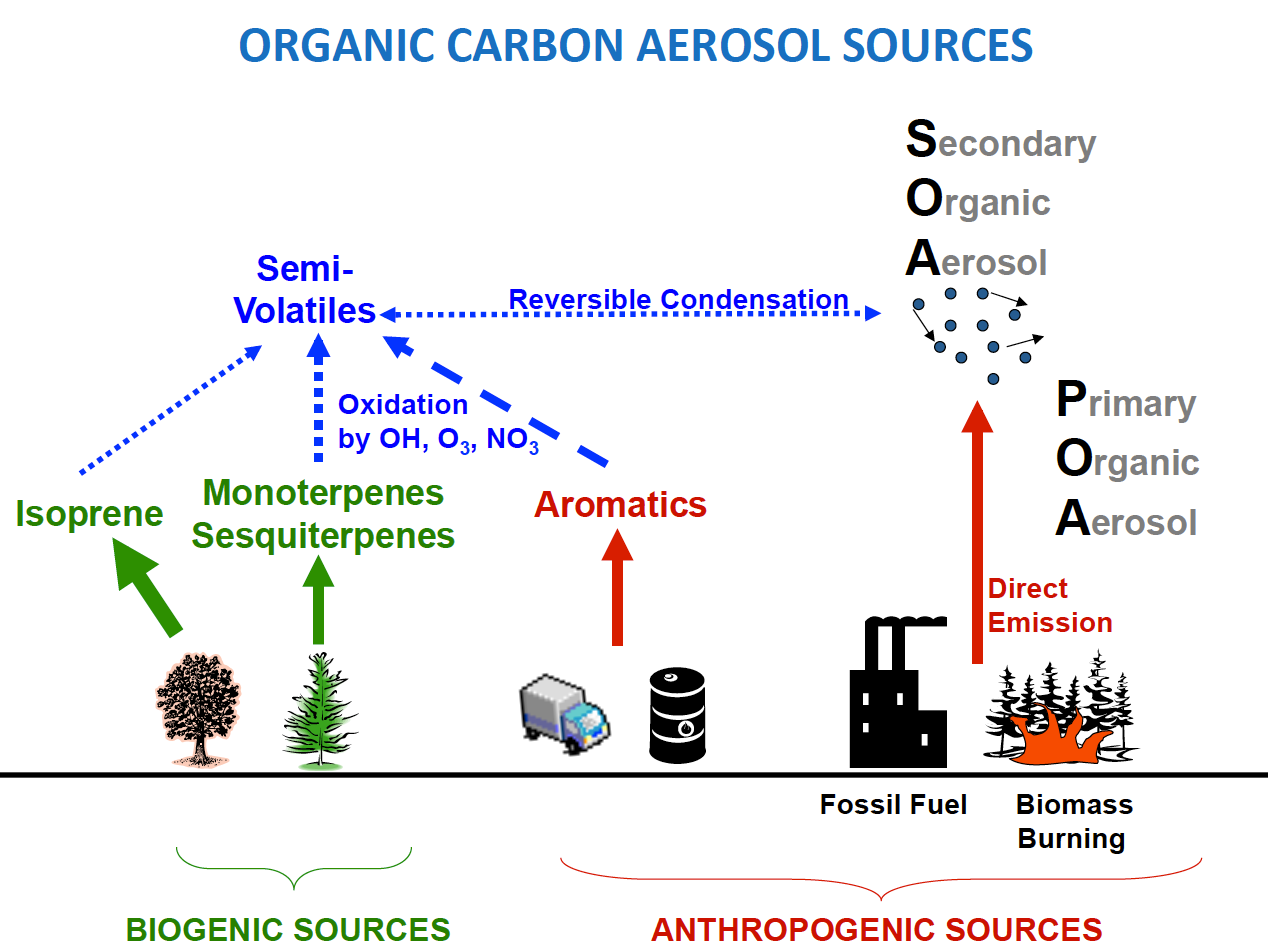 ORGANIC CARBON AEROSOL SOURCES
Secondary
Organic
Aerosol
Semi-
Volatiles
Reversible Condensation
Oxidation
by OH, O₃, NO₃
Primary
Organic
Aerosol
Isoprene
Monoterpenes
Sesquiterpenes
Aromatics
Direct
Emission
Fossil Fuel
Biomass
Burning
BIOGENIC SOURCES
ANTHROPOGENIC SOURCES